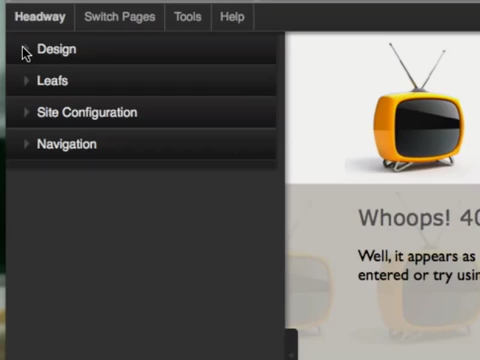 Headway Switch Pages Tools Help
Design
Leafs
Site Configuration
Navigation
Whoops! 40
Well, it appears as
entered or try usin